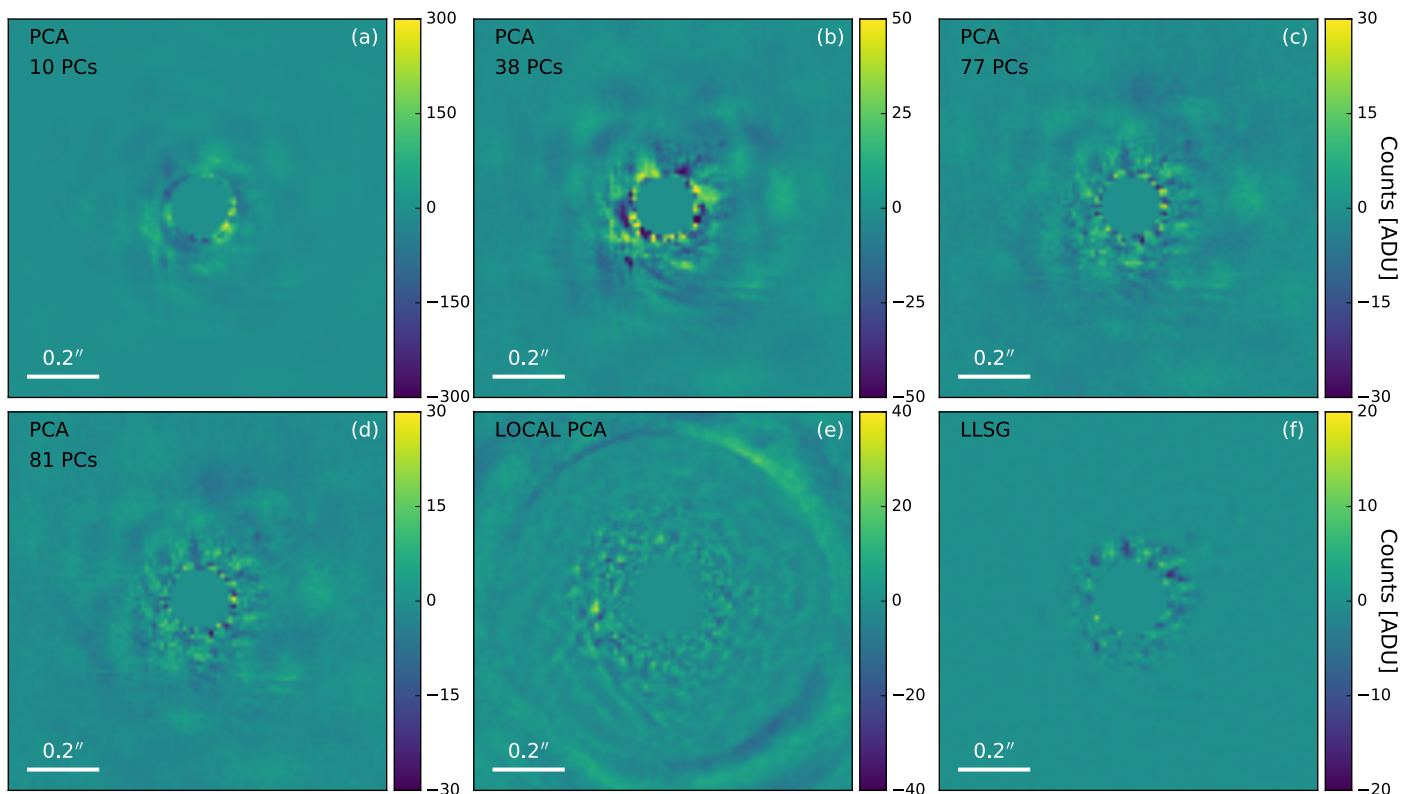 PCA
10 PCs
(a)
0.2″
300
150
0
−150
−300
PCA
38 PCs
(b)
0.2″
50
25
0
−25
−50
PCA
77 PCs
(c)
0.2″
30
15
0
−15
−30
Counts [ADU]
PCA
81 PCs
(d)
0.2″
30
15
0
−15
−30
LOCAL PCA
(e)
0.2″
40
20
0
−20
−40
LLSG
(f)
0.2″
20
10
0
−10
−20
Counts [ADU]